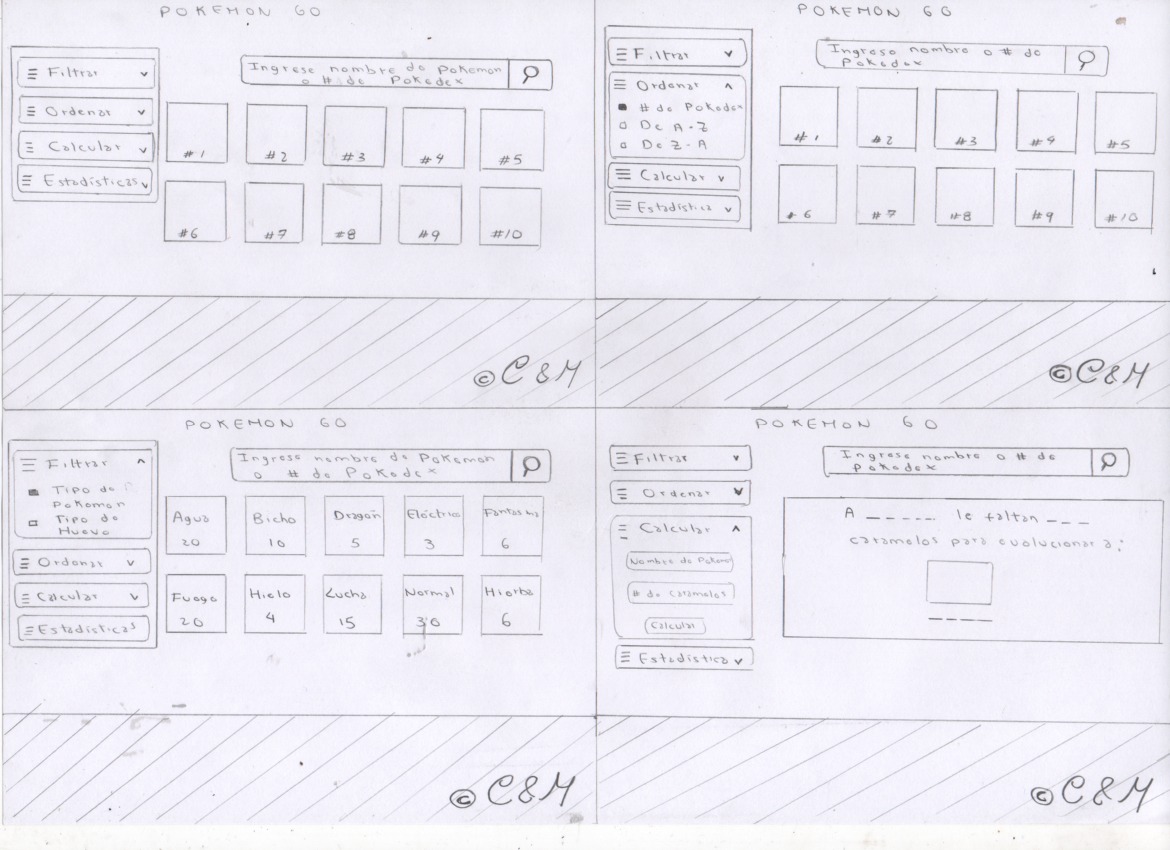 POKEMON GO
Filtrar
Ordenar
Calcular
Estadísticas
Ingrese nombre de Pokemon
o # de Pokedex
#1 #2 #3 #4 #5
#6 #7 #8 #9 #10
© C&M
POKEMON GO
Filtrar
Ordenar
# de Pokedex
De A-Z
De Z-A
Calcular
Estadistica
Ingrese nombre o # de
Pokedex
#1 #2 #3 #4 #5
#6 #7 #8 #9 #10
© C&M
POKEMON GO
Filtrar
Tipo de P
Pokemon
Tipo de
Huevo
Ordenar
Calcular
Estadísticas
Ingrese nombre de Pokemon
o # de Pokedex
Agua Bicho Dragón Eléctrico Fantasma
20 10 5 3 6
Fuego Hielo Lucha Normal Hierba
20 4 15 30 6
© C&M
POKEMON GO
Filtrar
Ordenar
Calcular
Nombre de Pokemon
# de caramelos
Calcular
Estadistica
Ingrese nombre o # de
Pokedex
A _ _ _ _ _ le faltan _ _ _
caramelos para evolucionar a:
_ _ _ _
© C&M